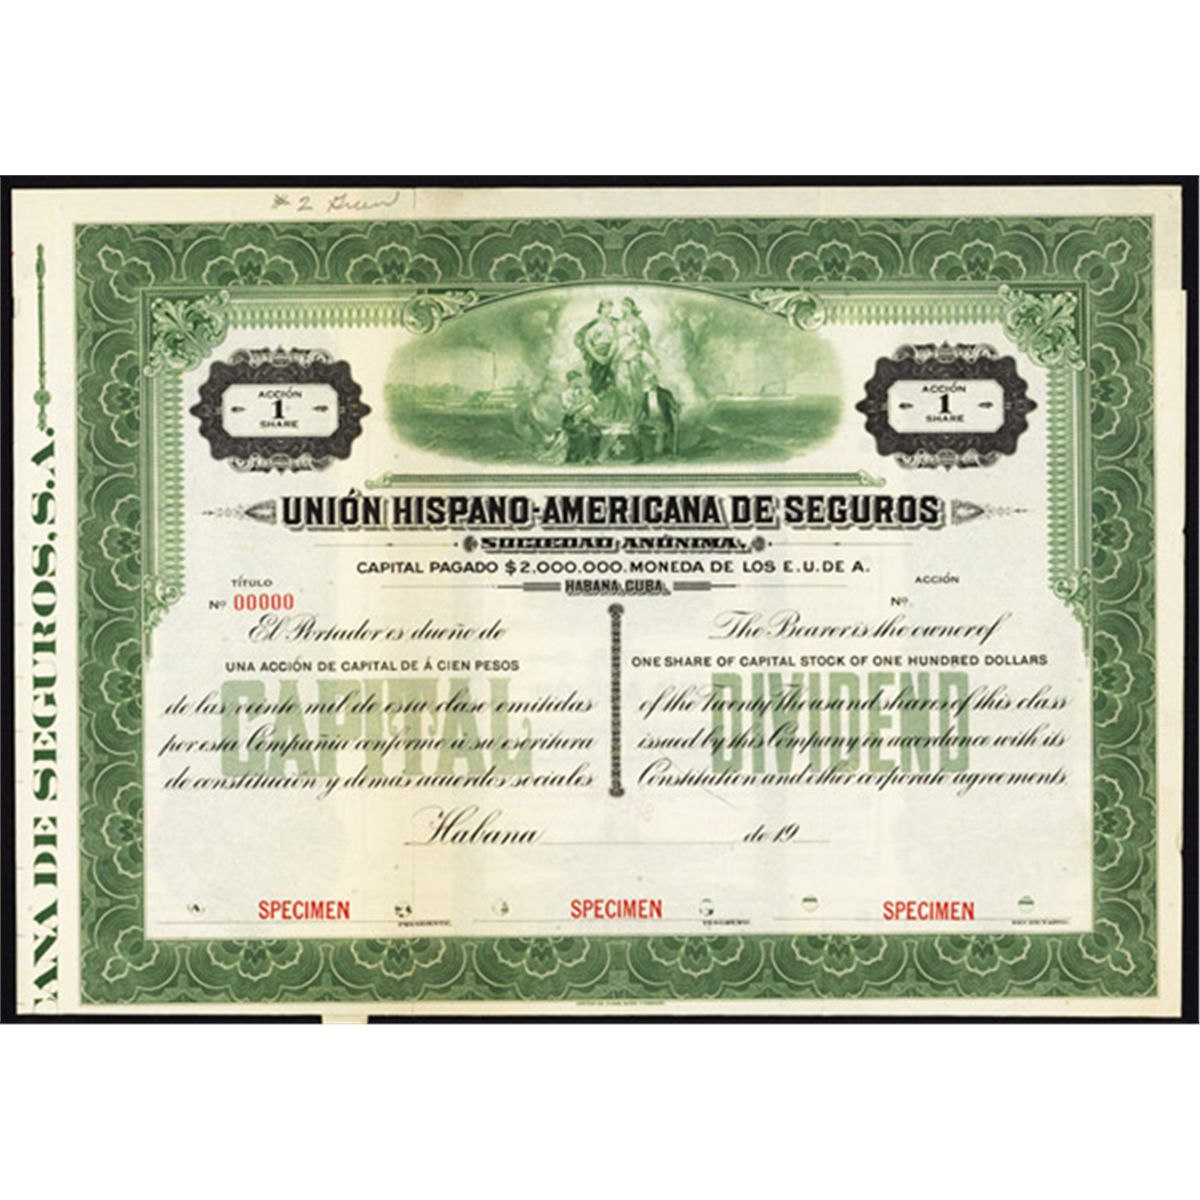 # 2 Green
ANA DE SEGUROS, S.A.
ACCIÓN
1
SHARE
ACCIÓN
1
SHARE
UNIÓN HISPANO-AMERICANA DE SEGUROS
SOCIEDAD ANÓNIMA,
CAPITAL PAGADO $2,000.000. MONEDA DE LOS E.U. DE A.
HABANA, CUBA.
TÍTULO
Nº 00000
ACCIÓN
Nº
El Portador es dueño de
UNA ACCIÓN DE CAPITAL DE Á CIEN PESOS
de las veinte mil de esta clase emitidas
por esta Compañía conforme á su escritura
de constitución y demás acuerdos sociales.
CAPITAL
The Bearer is the owner of
ONE SHARE OF CAPITAL STOCK OF ONE HUNDRED DOLLARS
of the Twenty Thousand shares of this class
issued by this Company in accordance with its
Constitution and other corporate agreements.
DIVIDEND
Habana de 19
SPECIMEN
PRESIDENTE.
SPECIMEN
TESORERO.
SPECIMEN
SECRETARIO.